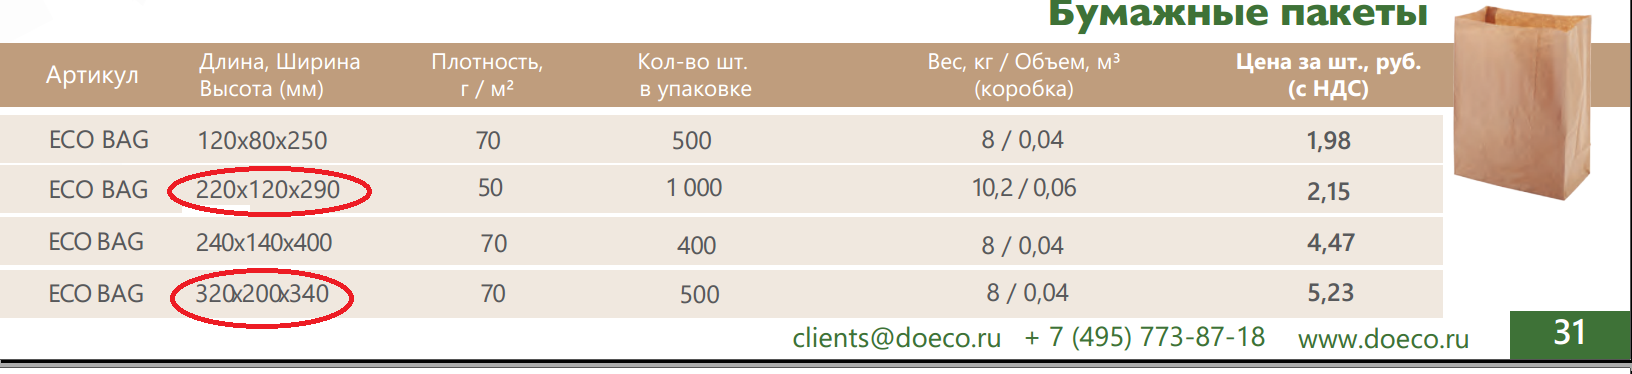 Бумажные пакеты
Артикул Длина, Ширина Высота (мм) Плотность, г / м² Кол-во шт. в упаковке Вес, кг / Объем, м³ (коробка) Цена за шт., руб. (с НДС)
ECO BAG 120x80x250 70 500 8 / 0,04 1,98
ECO BAG 220x120x290 50 1 000 10,2 / 0,06 2,15
ECO BAG 240x140x400 70 400 8 / 0,04 4,47
ECO BAG 320x200x340 70 500 8 / 0,04 5,23
clients@doeco.ru + 7 (495) 773-87-18 www.doeco.ru 31